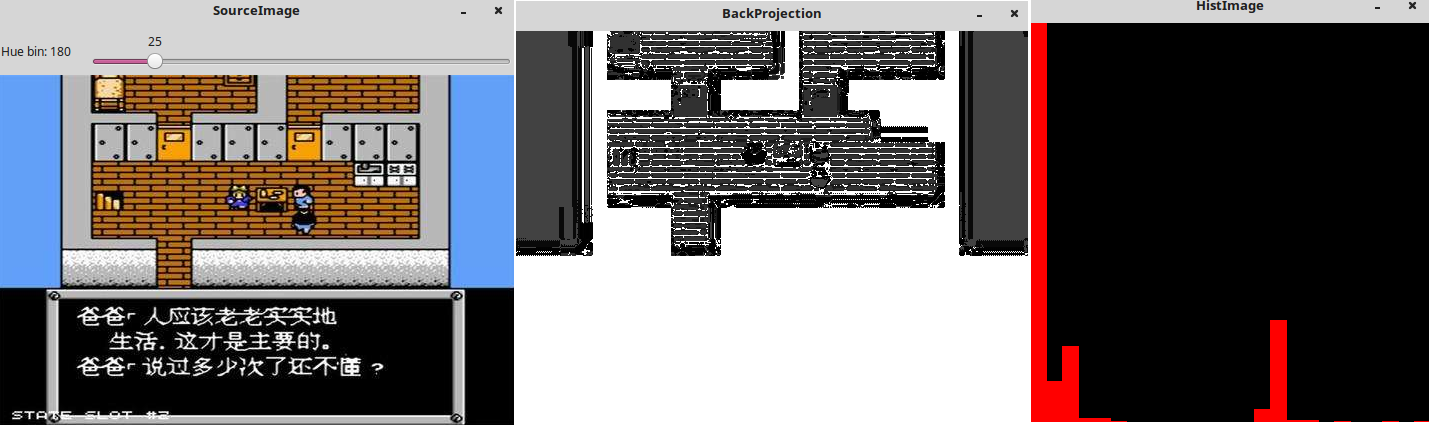 SourceImage
Hue bin: 180
25
爸爸「人应该老老实实地
生活.这才是主要的。
爸爸「说过多少次了还不懂?
STATE SLOT #2
BackProjection
HistImage